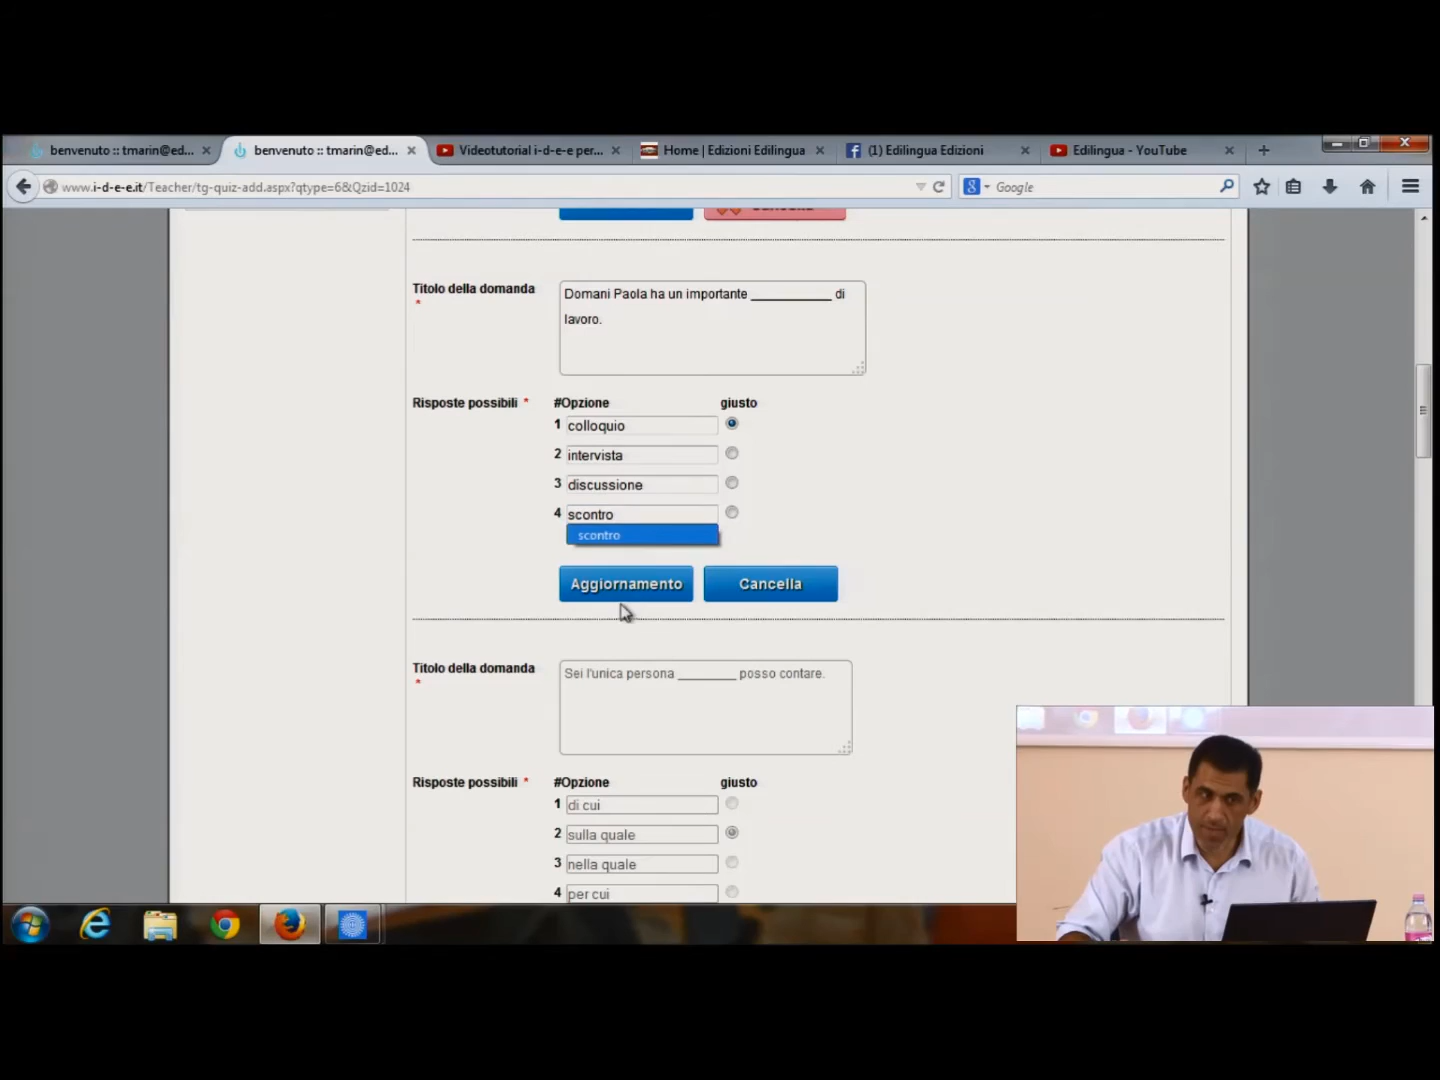 benvenuto :: tmarin@ed...
benvenuto :: tmarin@ed...
Videotutorial i-d-e-e per...
Home | Edizioni Edilingua
(1) Edilingua Edizioni
Edilingua - YouTube
www.i-d-e-e.it/Teacher/tg-quiz-add.aspx?qtype=6&Qzid=1024
Google
Titolo della domanda
*
Domani Paola ha un importante ___________ di
lavoro.
Risposte possibili *
#Opzione giusto
1 colloquio
2 intervista
3 discussione
4 scontro
scontro
Aggiornamento Cancella
Titolo della domanda
*
Sei l'unica persona ________ posso contare.
Risposte possibili *
#Opzione giusto
1 di cui
2 sulla quale
3 nella quale
4 per cui